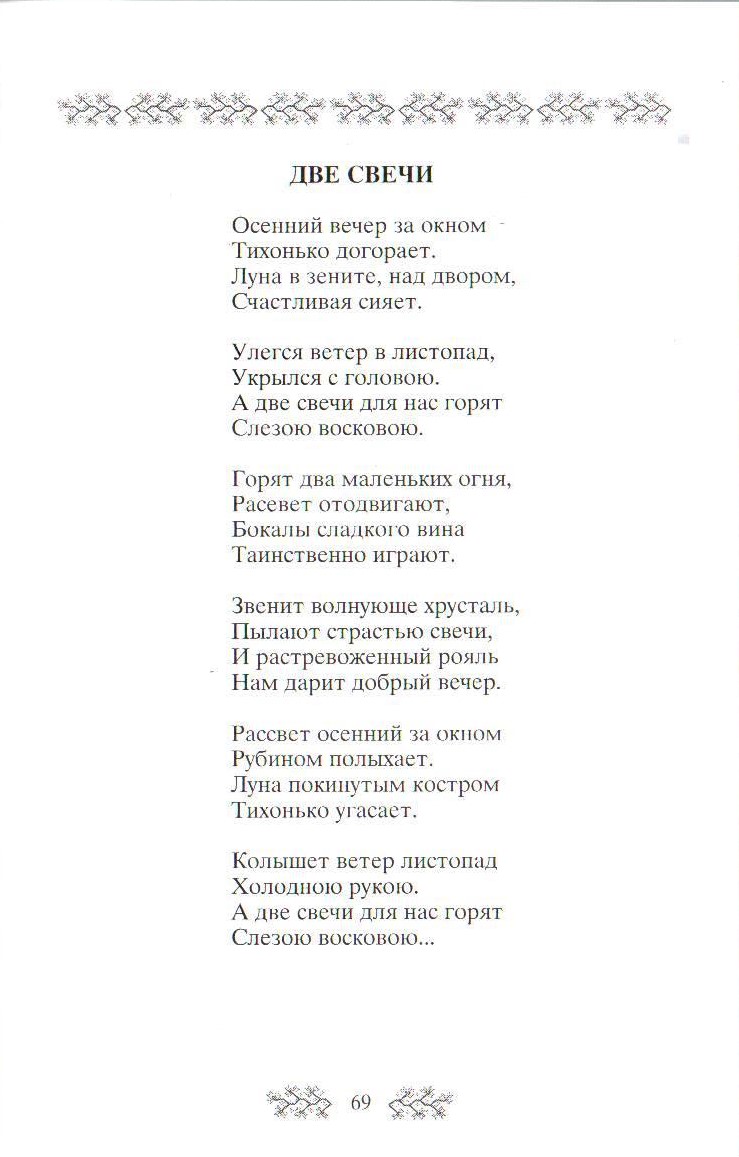 ДВЕ СВЕЧИ
Осенний вечер за окном
Тихонько догорает.
Луна в зените, над двором,
Счастливая сияет.
Улегся ветер в листопад,
Укрылся с головою.
А две свечи для нас горят
Слезою восковою.
Горят два маленьких огня,
Расевет отодвигают,
Бокалы сладкого вина
Таинственно играют.
Звенит волнующе хрусталь,
Пылают страстью свечи,
И растревоженный рояль
Нам дарит добрый вечер.
Рассвет осенний за окном
Рубином полыхает.
Луна покинутым костром
Тихонько угасает.
Колышет ветер листопад
Холодною рукою.
А две свечи для нас горят
Слезою восковою...
69